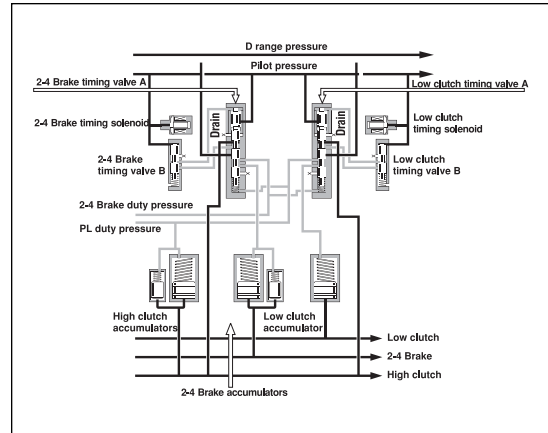 D range pressure
Pilot pressure
2-4 Brake timing valve A
Low clutch timing valve A
2-4 Brake timing solenoid
Drain
Drain
Low clutch
timing solenoid
2-4 Brake
timing valve B
Low clutch
timing valve B
2-4 Brake duty pressure
PL duty pressure
High clutch
accumulators
Low clutch
accumulator
Low clutch
2-4 Brake
High clutch
2-4 Brake accumulators